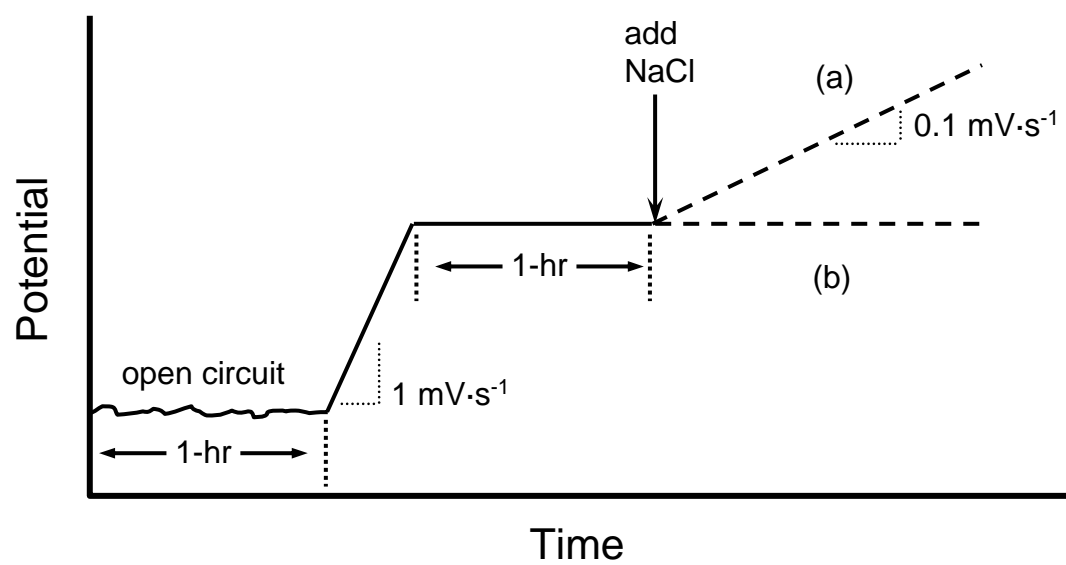 add
NaCl
(a)
0.1 mV·s⁻¹
1-hr
(b)
Potential
open circuit
1 mV·s⁻¹
1-hr
Time